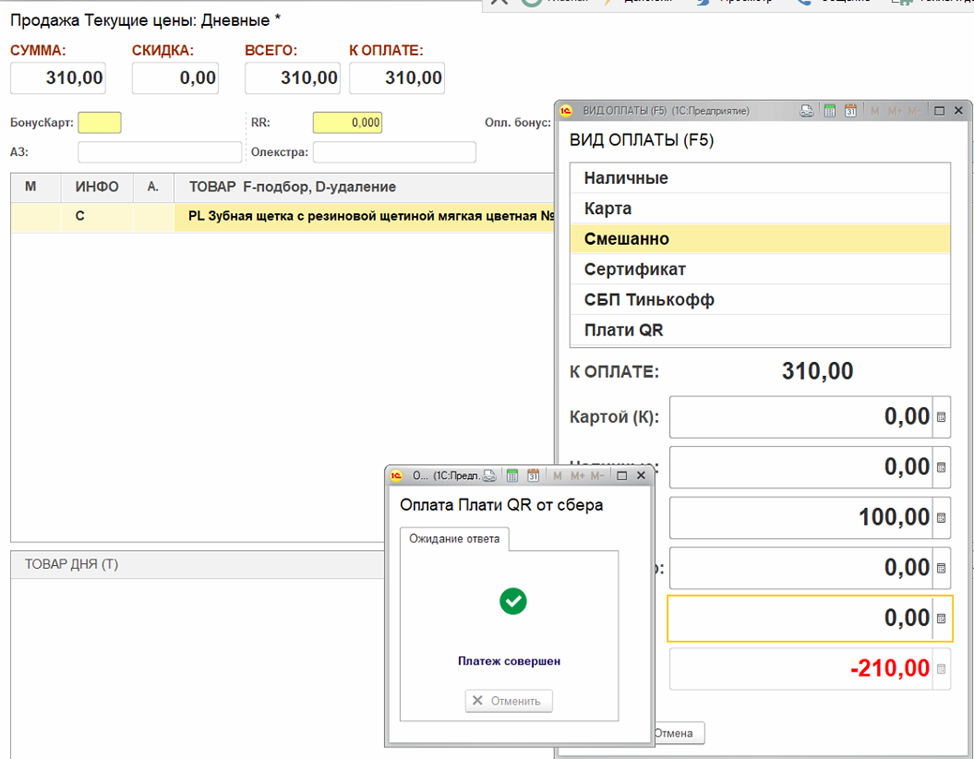 Продажа Текущие цены: Дневные *
СУММА: СКИДКА: ВСЕГО: К ОПЛАТЕ:
310,00 0,00 310,00 310,00
БонусКарт: RR: 0,000 Опл. бонус:
АЗ: Олекстра:
М ИНФО А. ТОВАР F-подбор, D-удаление
С PL Зубная щетка с резиновой щетиной мягкая цветная №
ТОВАР ДНЯ (Т)
ВИД ОПЛАТЫ (F5) (1С:Предприятие) M M+ M-
ВИД ОПЛАТЫ (F5)
Наличные
Карта
Смешанно
Сертификат
СБП Тинькофф
Плати QR
К ОПЛАТЕ: 310,00
Картой (К): 0,00
0,00
100,00
0,00
0,00
-210,00
Отмена
О... (1С:Предп. 31 M M+ M-
Оплата Плати QR от сбера
Ожидание ответа
Платеж совершен
Отменить